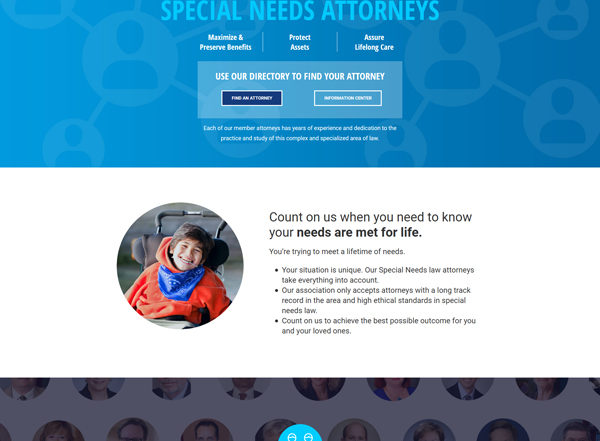 SPECIAL NEEDS ATTORNEYS
Maximize &
Preserve Benefits
Protect
Assets
Assure
Lifelong Care
USE OUR DIRECTORY TO FIND YOUR ATTORNEY
FIND AN ATTORNEY
INFORMATION CENTER
Each of our member attorneys has years of experience and dedication to the
practice and study of this complex and specialized area of law.
Count on us when you need to know
your needs are met for life.
You're trying to meet a lifetime of needs.
• Your situation is unique. Our Special Needs law attorneys
take everything into account.
• Our association only accepts attorneys with a long track
record in the area and high ethical standards in special
needs law.
• Count on us to achieve the best possible outcome for you
and your loved ones.